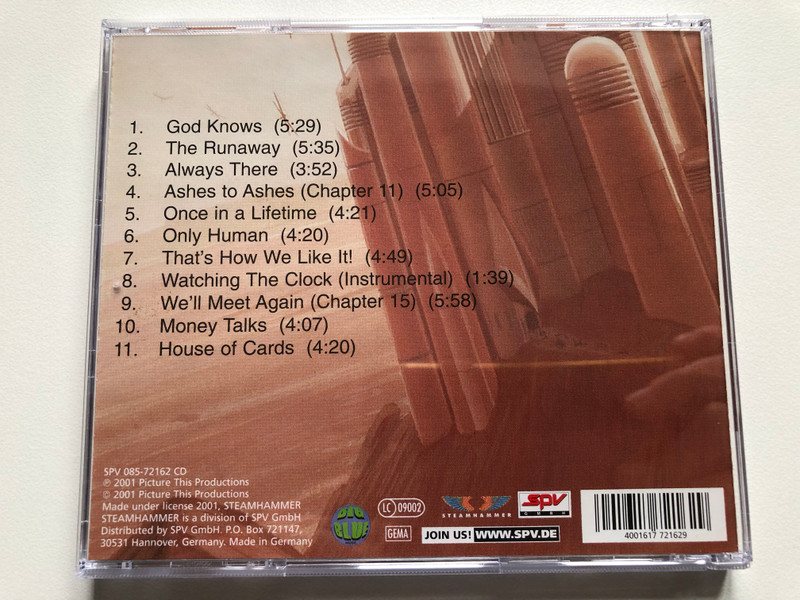 1. God Knows (5:29)
2. The Runaway (5:35)
3. Always There (3:52)
4. Ashes to Ashes (Chapter 11) (5:05)
5. Once in a Lifetime (4:21)
6. Only Human (4:20)
7. That's How We Like It! (4:49)
8. Watching The Clock (Instrumental) (1:39)
9. We'll Meet Again (Chapter 15) (5:58)
10. Money Talks (4:07)
11. House of Cards (4:20)
SPV 085-72162 CD
℗ 2001 Picture This Productions
© 2001 Picture This Productions
Made under license 2001, STEAMHAMMER
STEAMHAMMER is a division of SPV GmbH
Distributed by SPV GmbH. P.O. Box 721147,
30531 Hannover, Germany. Made in Germany
BIG
BLUE
LC 09002
GEMA
STEAMHAMMER
SPV
JOIN US! WWW.SPV.DE
4001617 721629